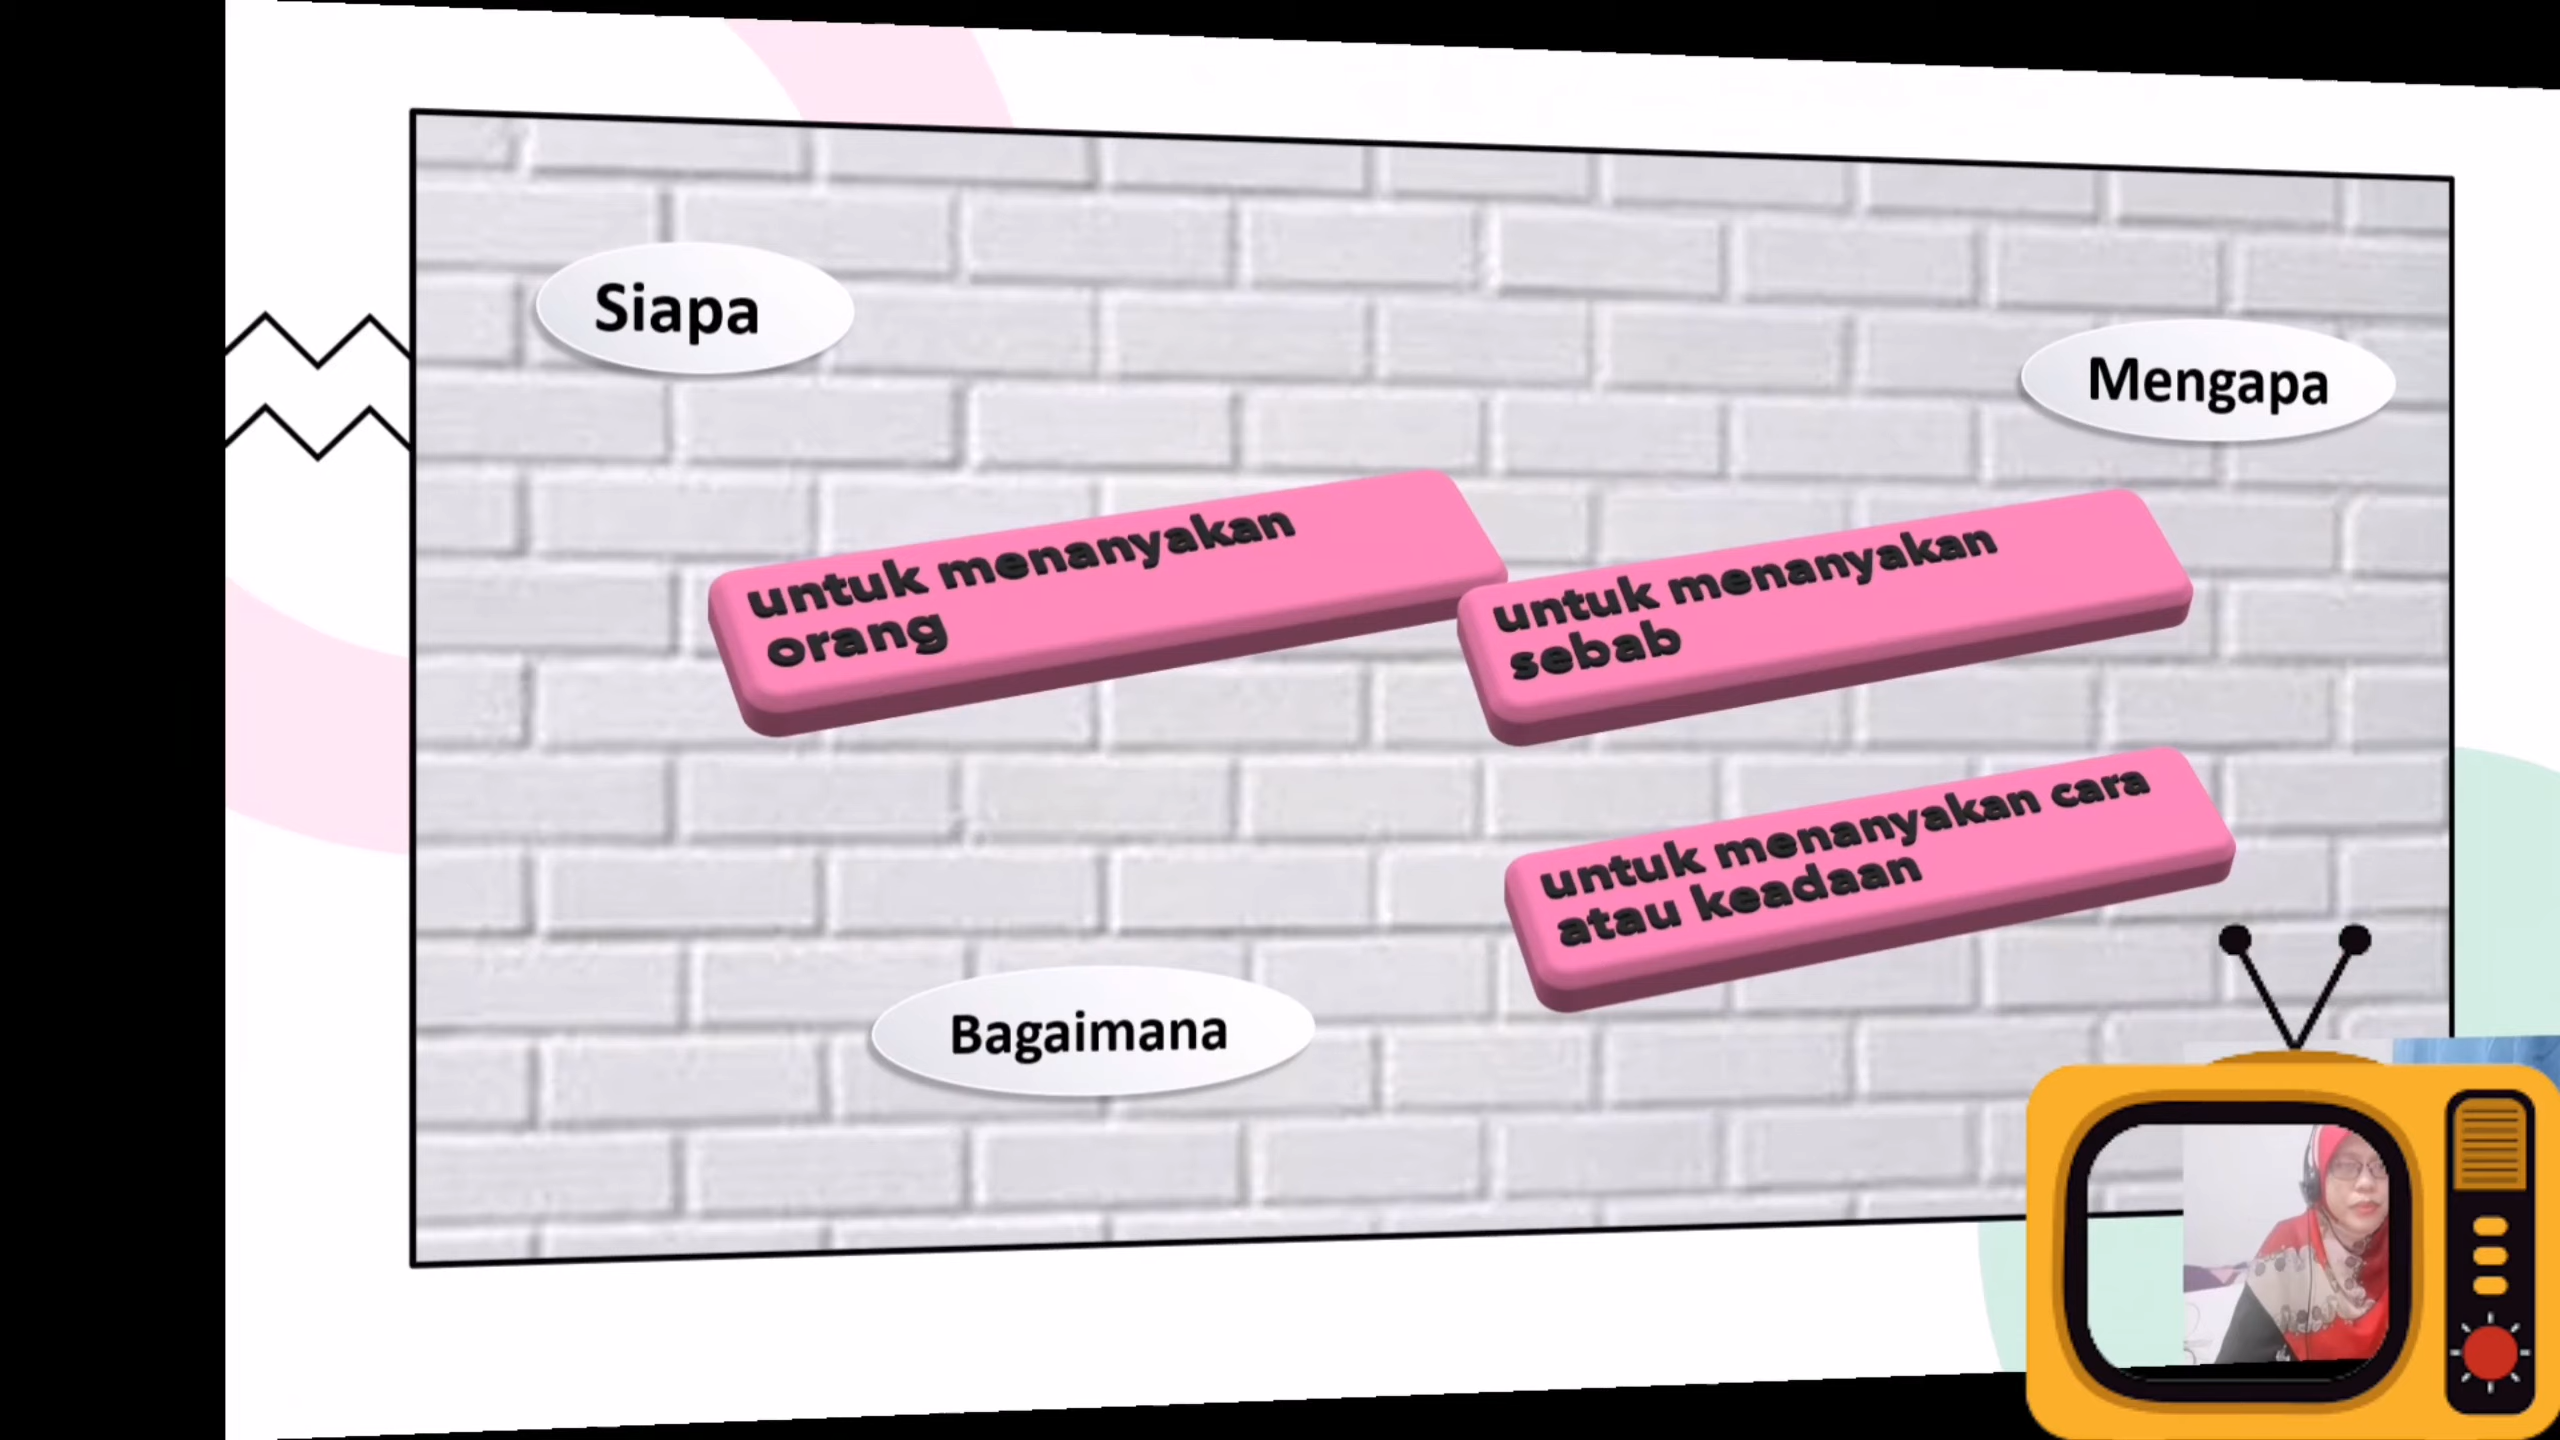 Siapa
Mengapa
untuk menanyakan
orang
untuk menanyakan
sebab
untuk menanyakan cara
atau keadaan
Bagaimana